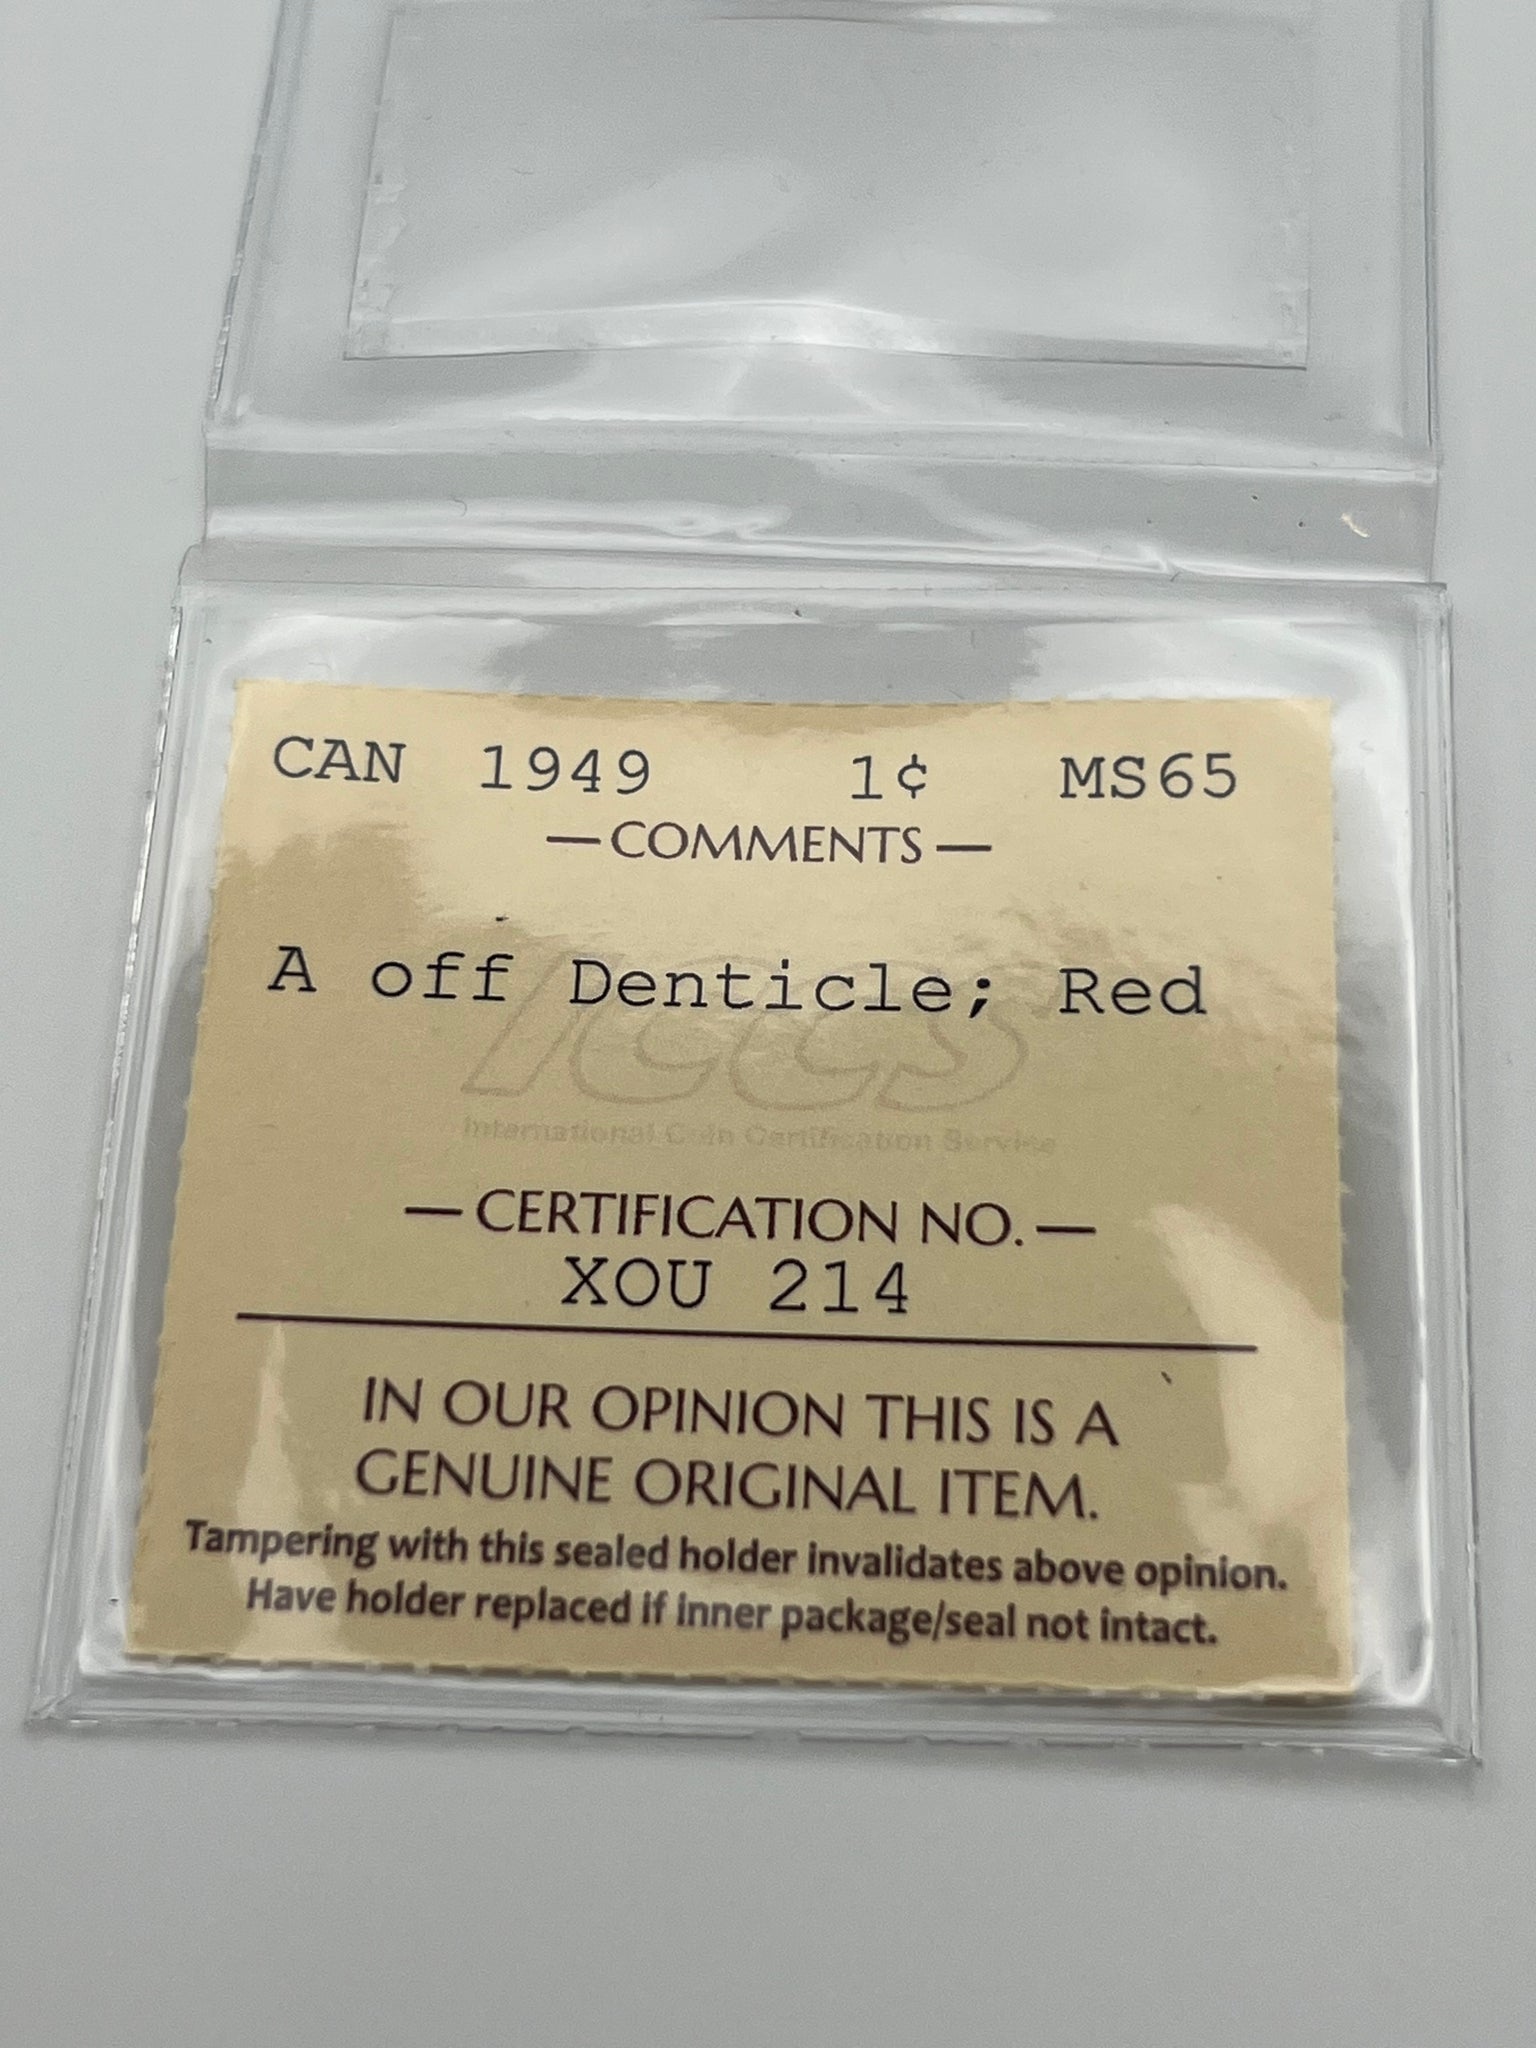 CAN 1949 1¢ MS65
—COMMENTS—
A off Denticle; Red
ICCS
International Coin Certification Service
—CERTIFICATION NO.—
XOU 214
IN OUR OPINION THIS IS A
GENUINE ORIGINAL ITEM.
Tampering with this sealed holder invalidates above opinion.
Have holder replaced if inner package/seal not intact.